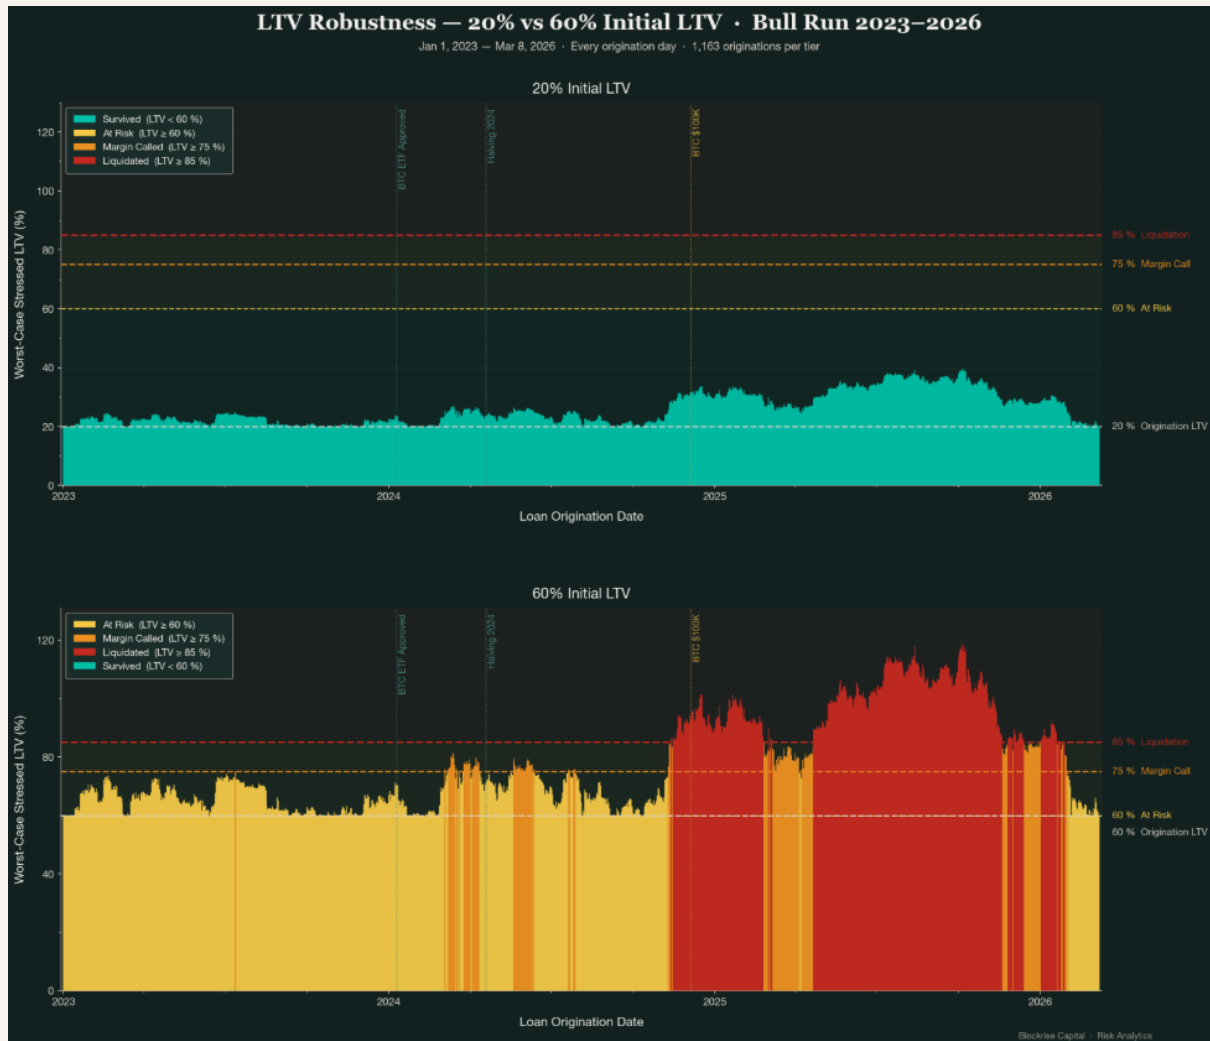 LTV Robustness — 20% vs 60% Initial LTV · Bull Run 2023–2026
Jan 1, 2023 — Mar 8, 2026 · Every origination day · 1,163 originations per tier
20% Initial LTV
Survived (LTV < 60 %)
At Risk (LTV ≥ 60 %)
Margin Called (LTV ≥ 75 %)
Liquidated (LTV ≥ 85 %)
BTC ETF Approved
Halving 2024
BTC $100K
Worst-Case Stressed LTV (%)
120
100
80
60
40
20
0
85 % Liquidation
75 % Margin Call
60 % At Risk
20 % Origination LTV
2023
2024
2025
2026
Loan Origination Date
60% Initial LTV
At Risk (LTV ≥ 60 %)
Margin Called (LTV ≥ 75 %)
Liquidated (LTV ≥ 85 %)
Survived (LTV < 60 %)
BTC ETF Approved
Halving 2024
BTC $100K
Worst-Case Stressed LTV (%)
120
80
40
0
85 % Liquidation
75 % Margin Call
60 % At Risk
60 % Origination LTV
2023
2024
2025
2026
Loan Origination Date
Blockrise Capital · Risk Analytics